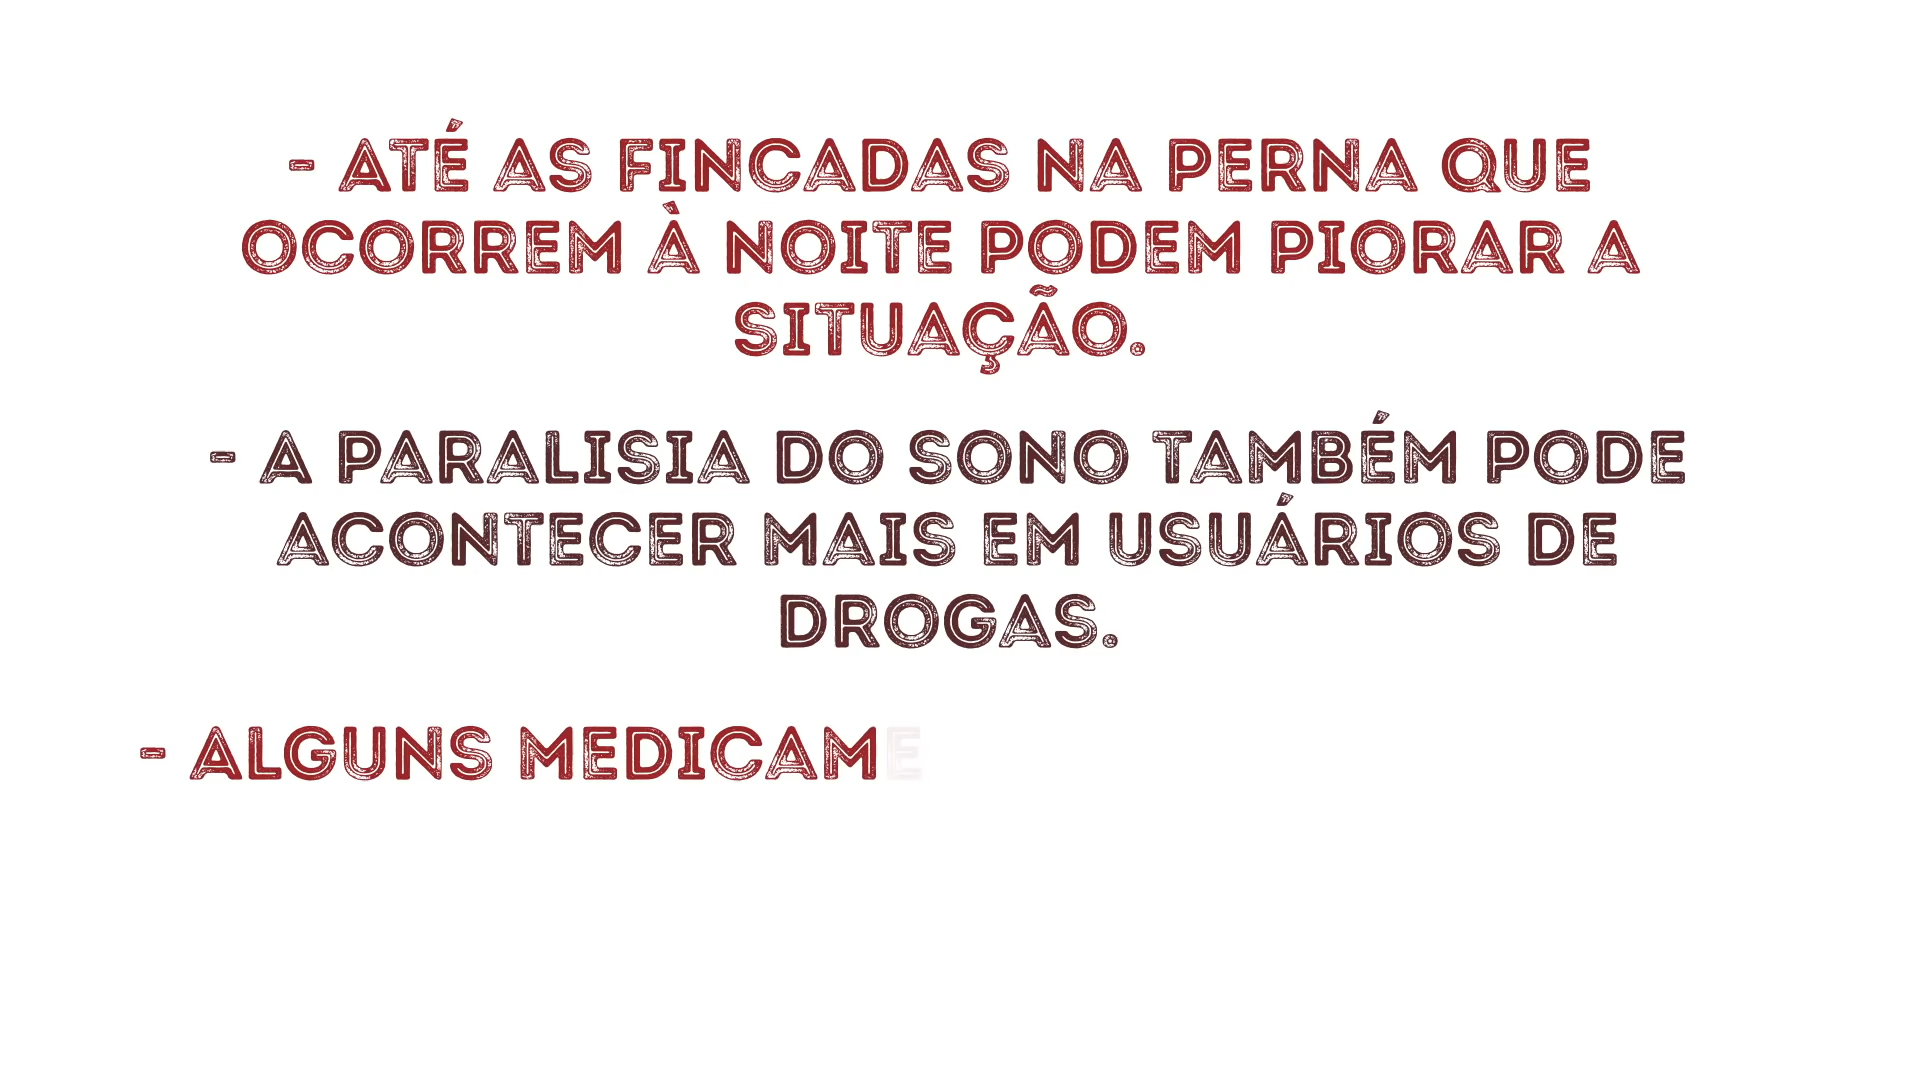 - ATÉ AS FINCADAS NA PERNA QUE
OCORREM À NOITE PODEM PIORAR A
SITUAÇÃO.
- A PARALISIA DO SONO TAMBÉM PODE
ACONTECER MAIS EM USUÁRIOS DE
DROGAS.
- ALGUNS MEDICAME